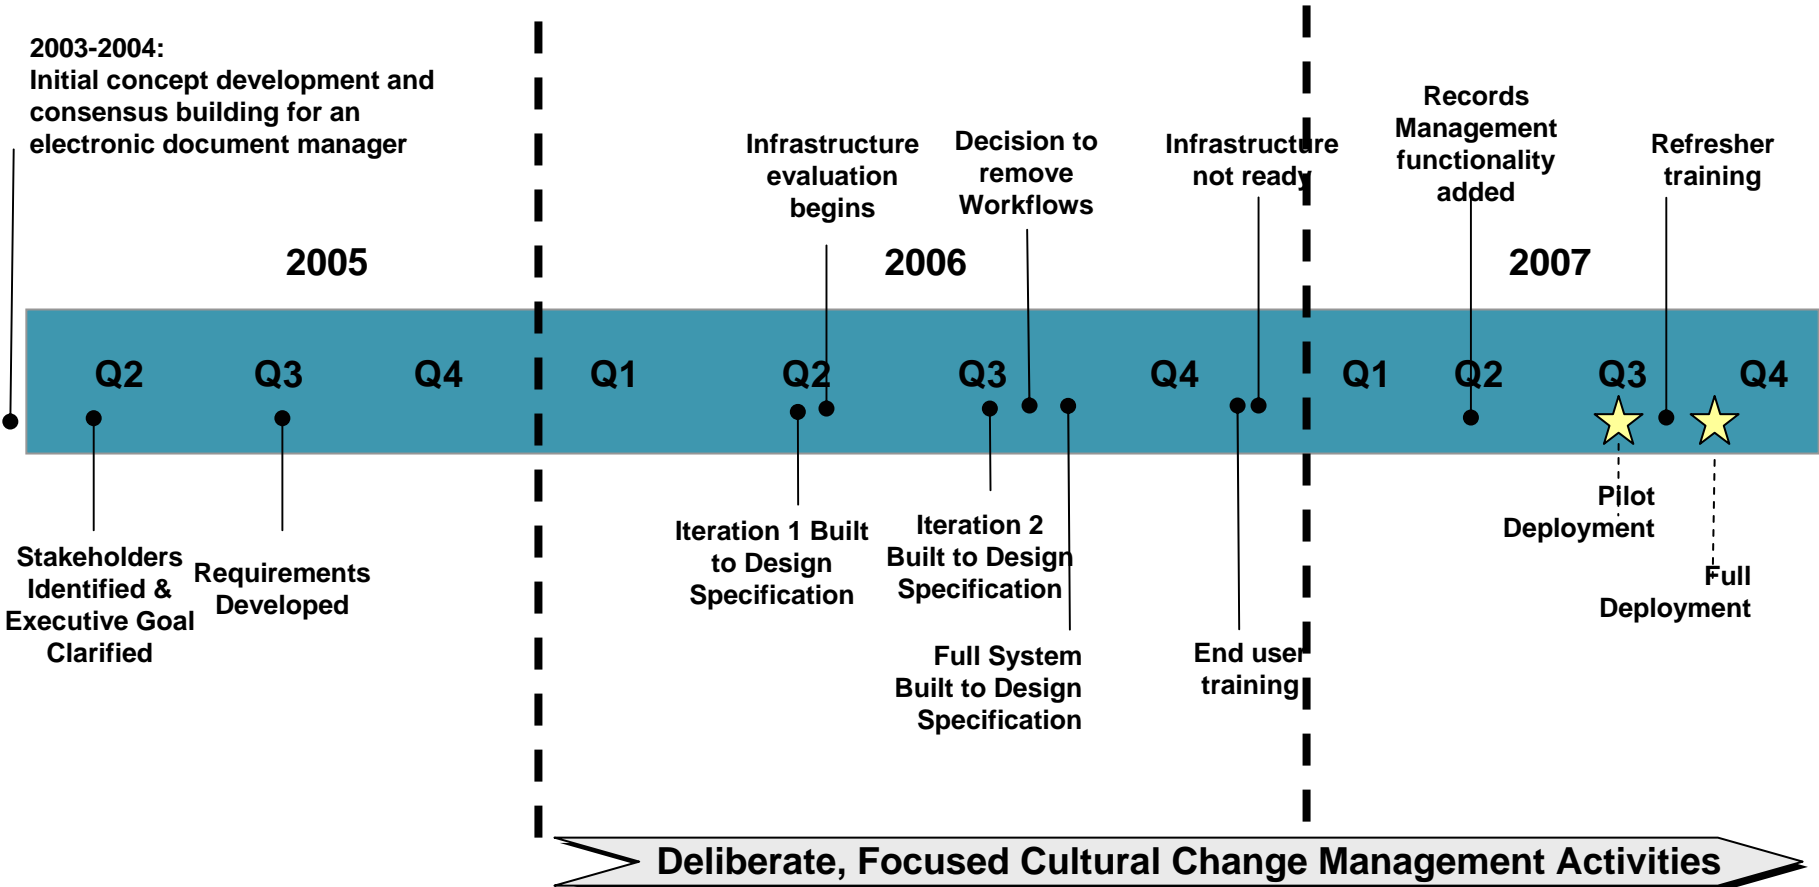 2003-2004:
Initial concept development and
consensus building for an
electronic document manager
Infrastructure
evaluation
begins
Decision to
remove
Workflows
Infrastructure
not ready
Records
Management
functionality
added
Refresher
training
2005
2006
2007
Q2
Q3
Q4
Q1
Q2
Q3
Q4
Q1
Q2
Q3
Q4
Stakeholders
Identified &
Executive Goal
Clarified
Requirements
Developed
Iteration 1 Built
to Design
Specification
Iteration 2
Built to Design
Specification
Full System
Built to Design
Specification
End user
training
Pilot
Deployment
Full
Deployment
Deliberate, Focused Cultural Change Management Activities